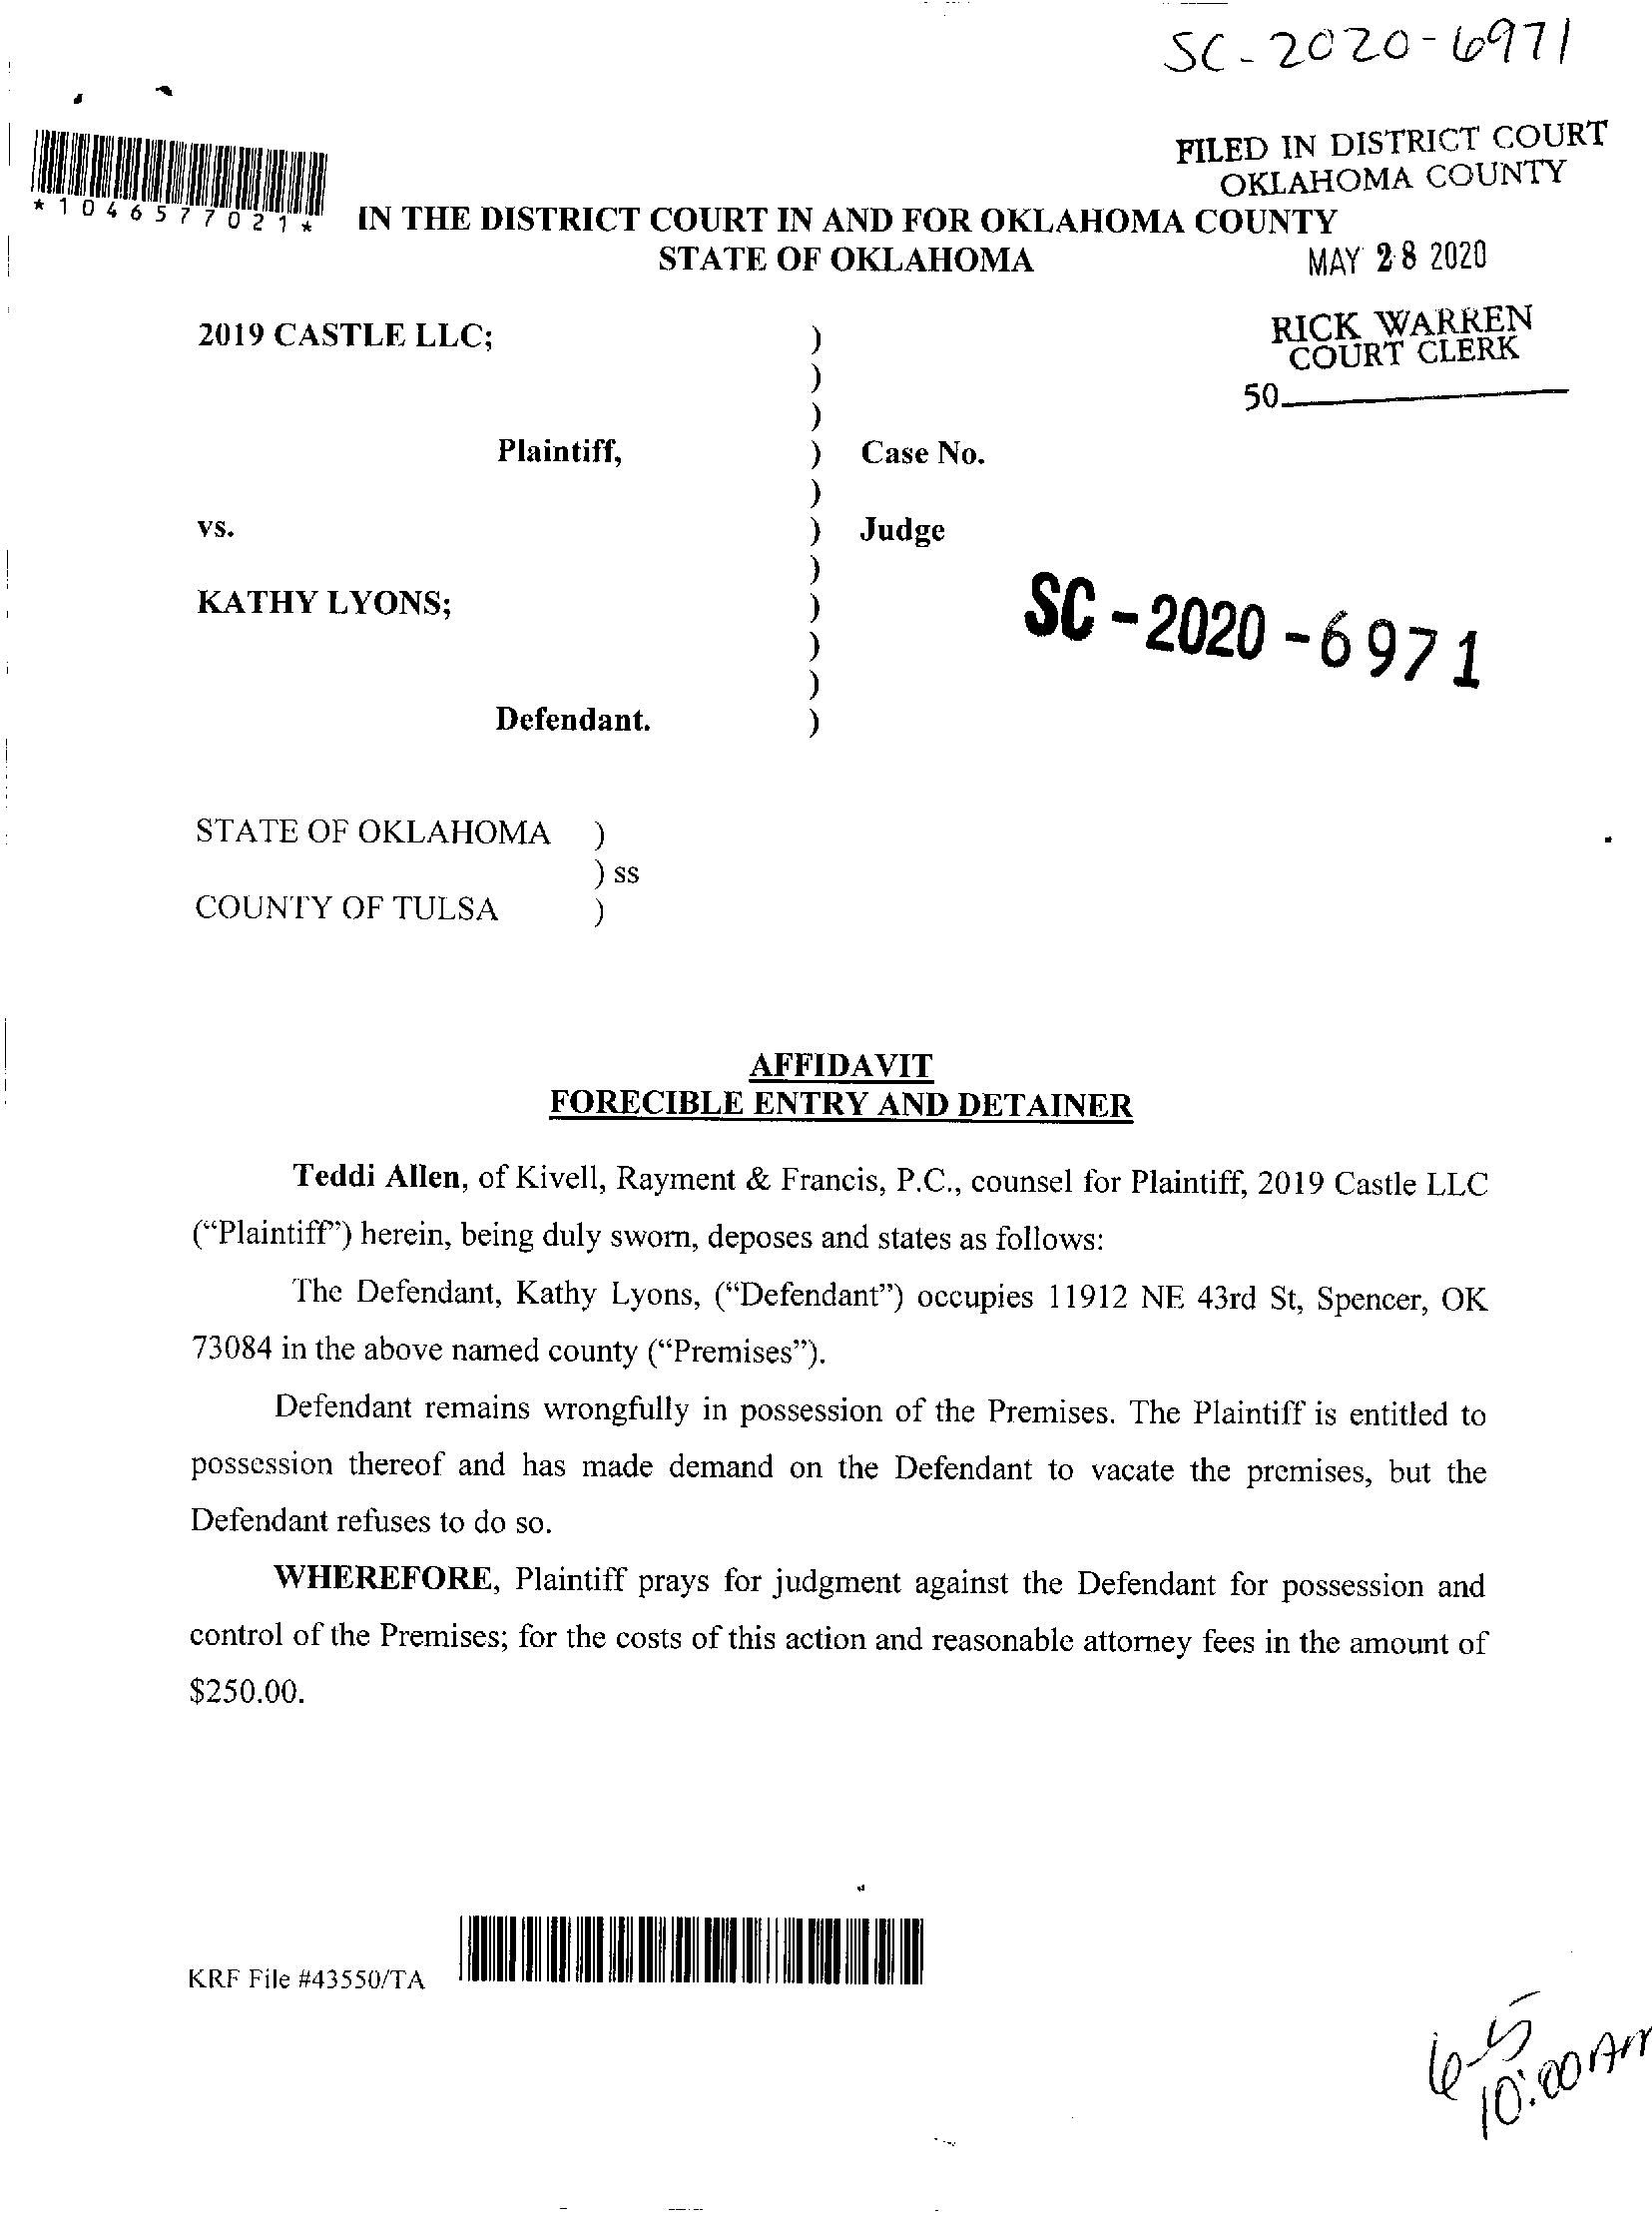 SC-2020-6971
FILED IN DISTRICT COURT
OKLAHOMA COUNTY
*1046577021*
IN THE DISTRICT COURT IN AND FOR OKLAHOMA COUNTY
STATE OF OKLAHOMA
MAY 28 2020
RICK WARREN
COURT CLERK
50
2019 CASTLE LLC; )
)
)
Plaintiff, ) Case No.
)
vs. ) Judge
)
KATHY LYONS; )
SC-2020-6971
)
)
Defendant. )
STATE OF OKLAHOMA )
) ss
COUNTY OF TULSA )
AFFIDAVIT
FORECIBLE ENTRY AND DETAINER
Teddi Allen, of Kivell, Rayment & Francis, P.C., counsel for Plaintiff, 2019 Castle LLC
(“Plaintiff”) herein, being duly sworn, deposes and states as follows:
The Defendant, Kathy Lyons, (“Defendant”) occupies 11912 NE 43rd St, Spencer, OK
73084 in the above named county (“Premises”).
Defendant remains wrongfully in possession of the Premises. The Plaintiff is entitled to
possession thereof and has made demand on the Defendant to vacate the premises, but the
Defendant refuses to do so.
WHEREFORE, Plaintiff prays for judgment against the Defendant for possession and
control of the Premises; for the costs of this action and reasonable attorney fees in the amount of
$250.00.
KRF File #43550/TA
6-5
10:00 AM